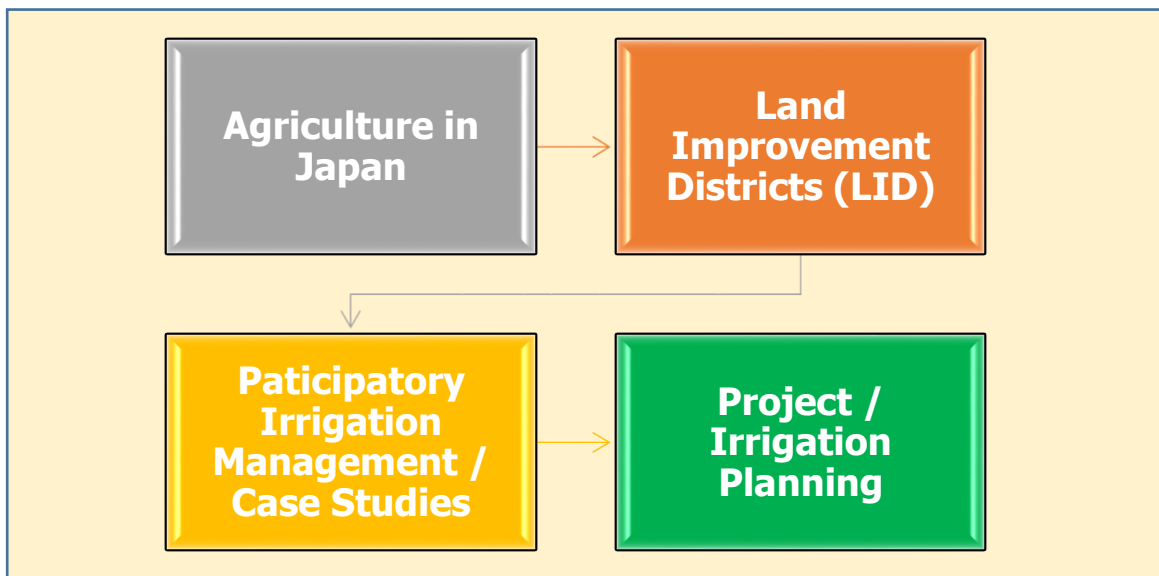 Agriculture in
Japan
Land
Improvement
Districts (LID)
Paticipatory
Irrigation
Management /
Case Studies
Project /
Irrigation
Planning